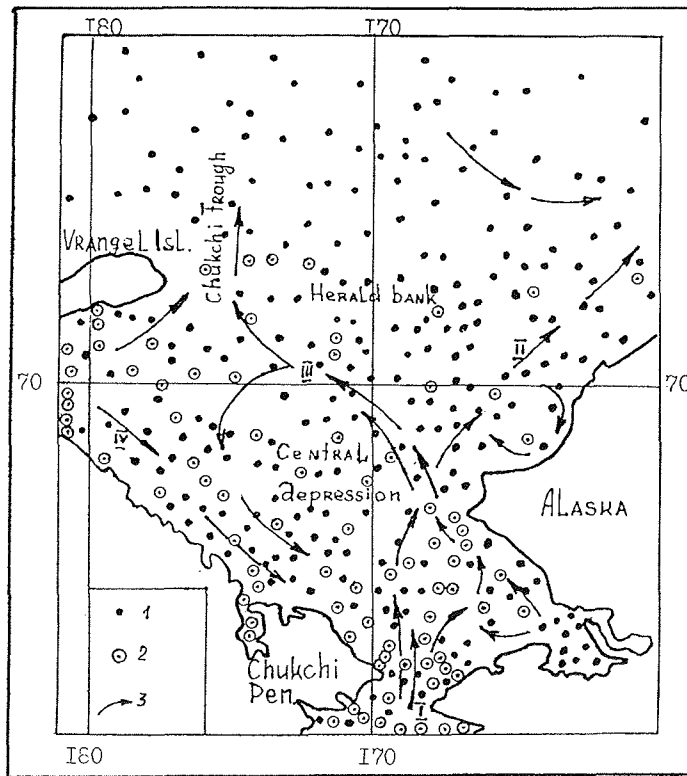 180 170
Chukchi Trough
Vrangel Isl.
Herald bank
II
70 III 70
IV
Central
depression
Alaska
1
2
Chukchi
Pen.
3
I
180 170